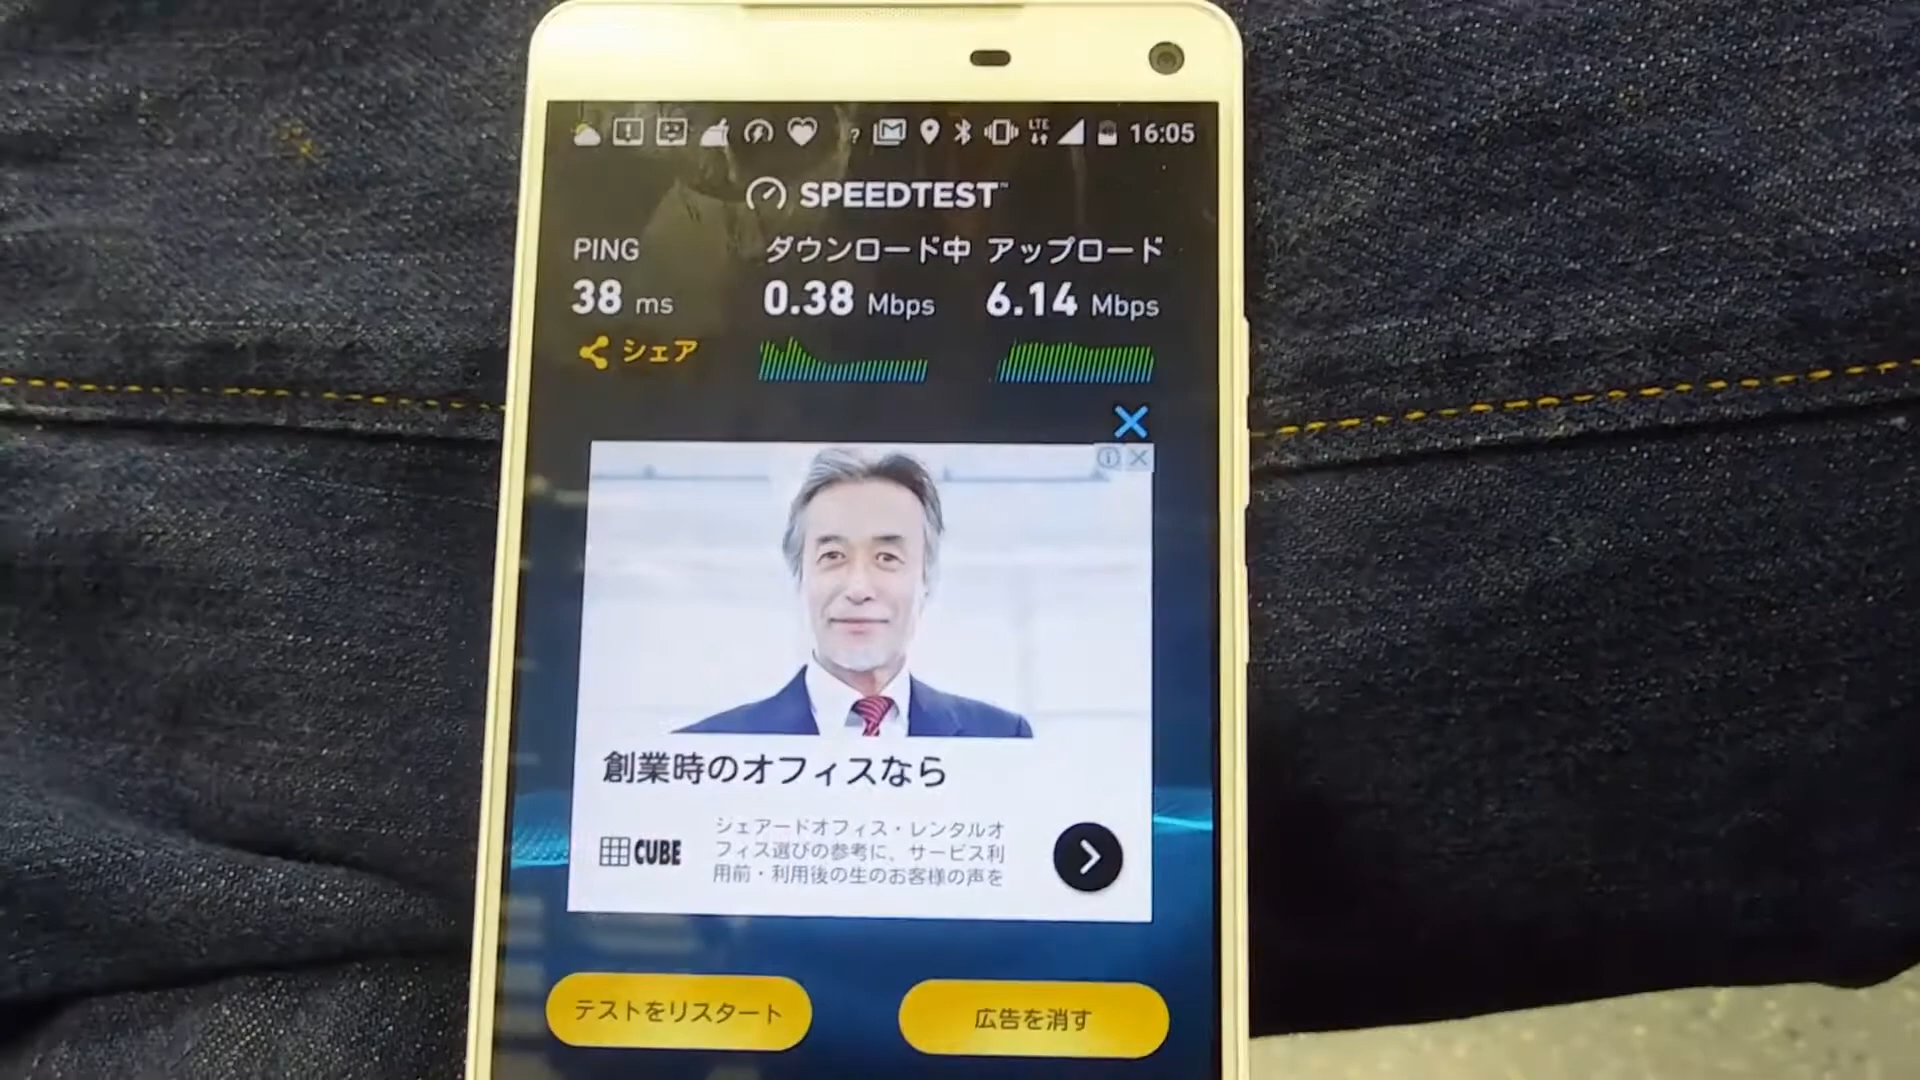 LTE 16:05
SPEEDTEST™
PING ダウンロード中 アップロード
38 ms 0.38 Mbps 6.14 Mbps
シェア
創業時のオフィスなら
CUBE
シェアードオフィス・レンタルオ
フィス選びの参考に、サービス利
用前・利用後の生のお客様の声を
テストをリスタート
広告を消す